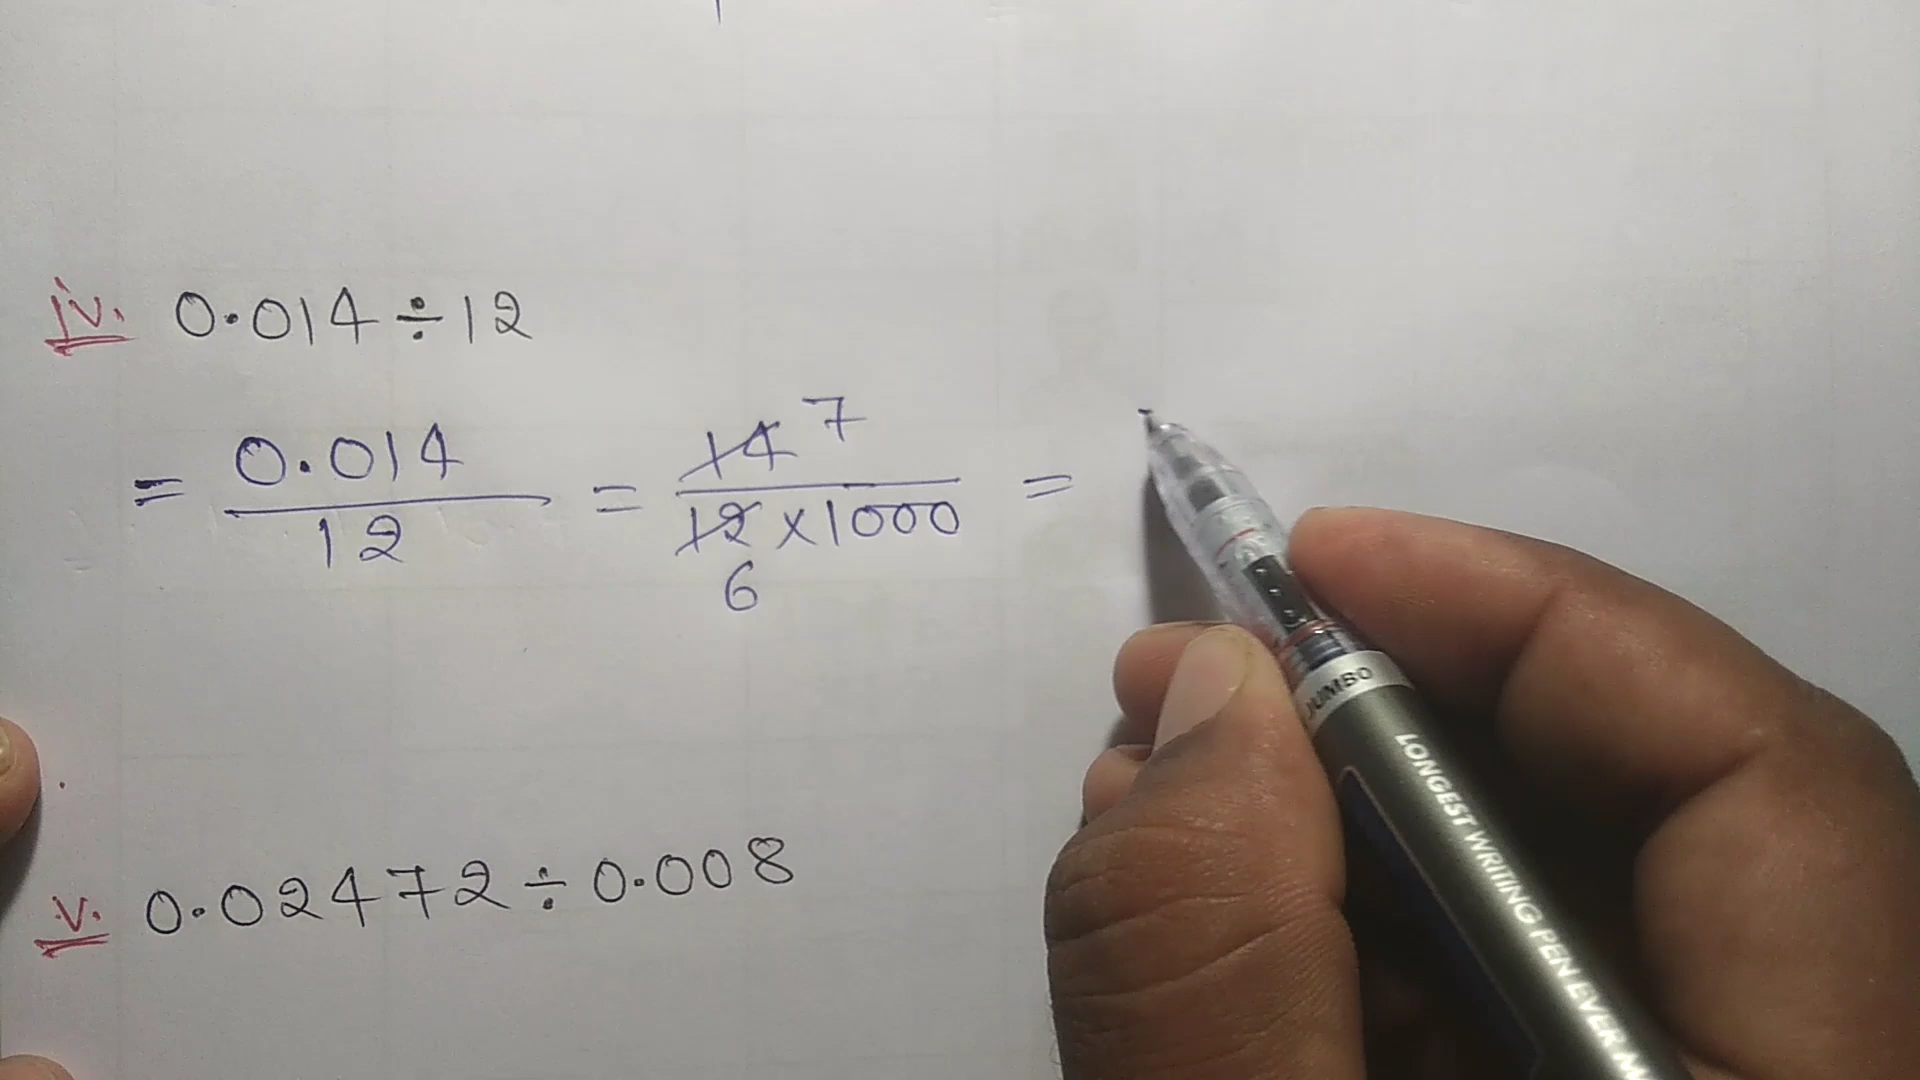 iv. 0.014 ÷ 12
= 0.014 / 12 = 14 7 / 12 × 1000 =
6
v. 0.02472 ÷ 0.008
JUMBO
LONGEST WRITING PEN EVER